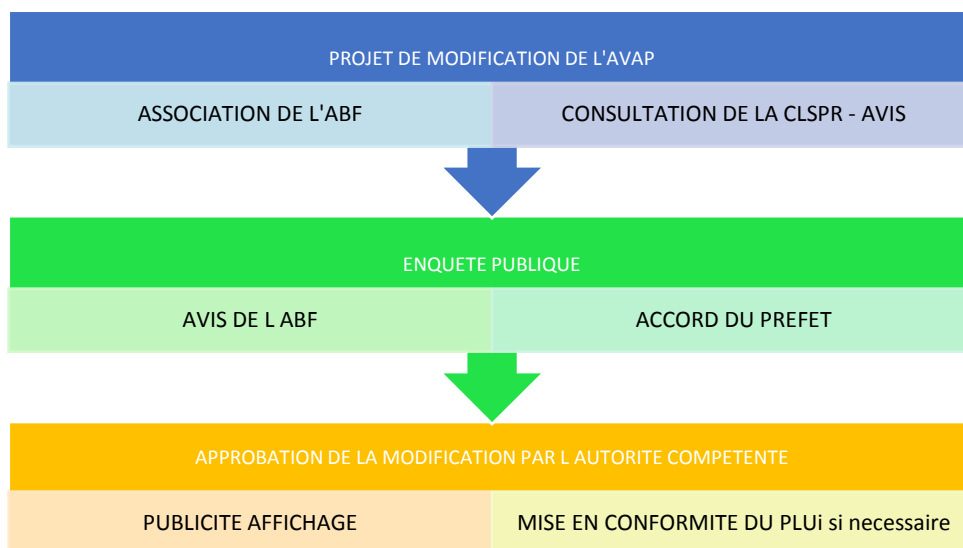 PROJET DE MODIFICATION DE L'AVAP
ASSOCIATION DE L'ABF
CONSULTATION DE LA CLSPR - AVIS
ENQUETE PUBLIQUE
AVIS DE L ABF
ACCORD DU PREFET
APPROBATION DE LA MODIFICATION PAR L AUTORITE COMPETENTE
PUBLICITE AFFICHAGE
MISE EN CONFORMITE DU PLUi si necessaire